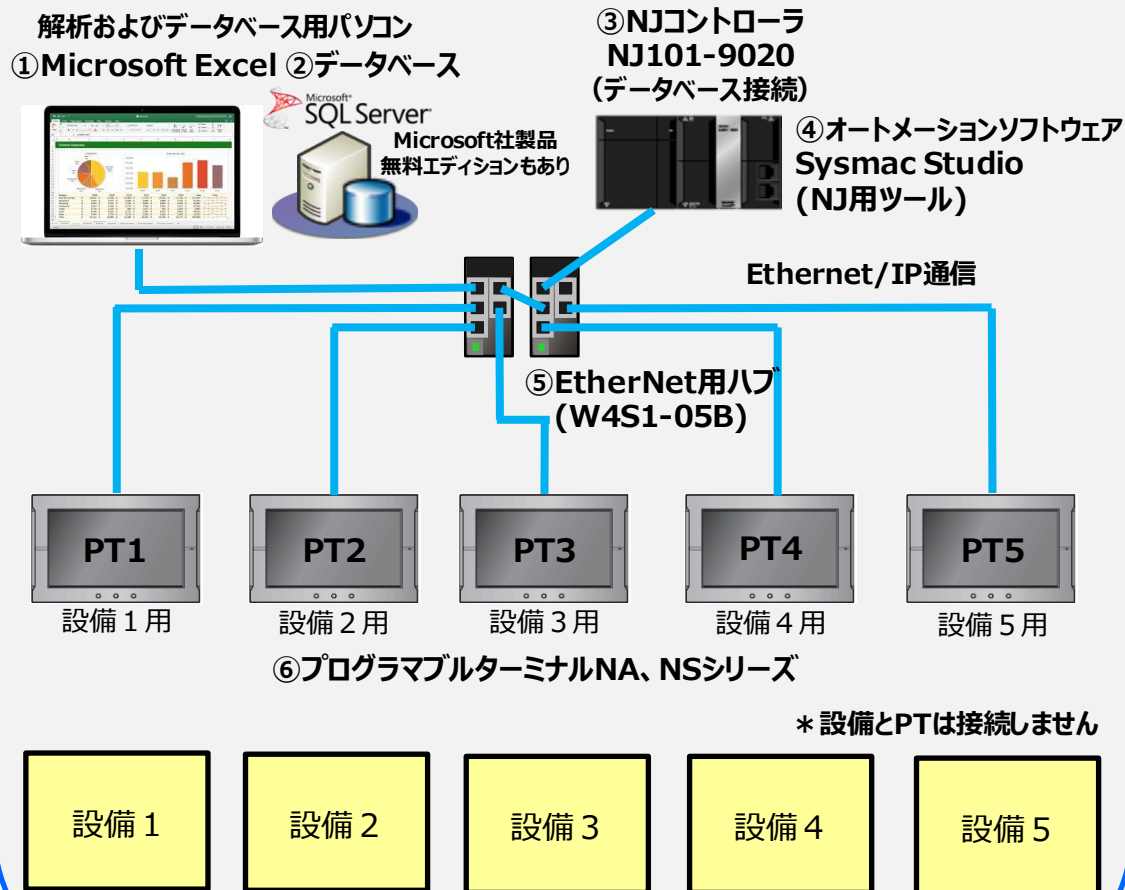 解析およびデータベース用パソコン
①Microsoft Excel ②データベース
Microsoft®
SQL Server®
Microsoft社製品
無料エディションもあり
③NJコントローラ
NJ101-9020
(データベース接続)
④オートメーションソフトウェア
Sysmac Studio
(NJ用ツール)
Ethernet/IP通信
⑤EtherNet用ハブ
(W4S1-05B)
PT1
PT2
PT3
PT4
PT5
設備1用
設備2用
設備3用
設備4用
設備5用
⑥プログラマブルターミナルNA、NSシリーズ
＊設備とPTは接続しません
設備1
設備2
設備3
設備4
設備5